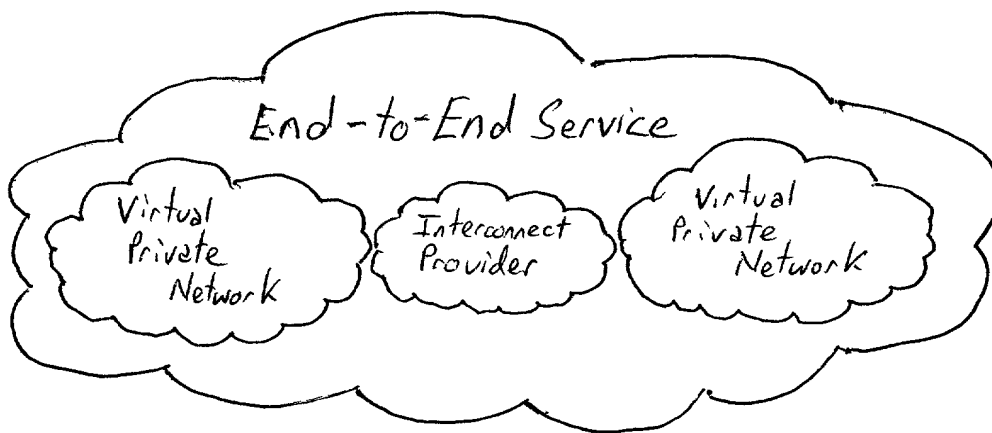 End-to-End Service
Virtual
Private
Network
Interconnect
Provider
Virtual
Private
Network